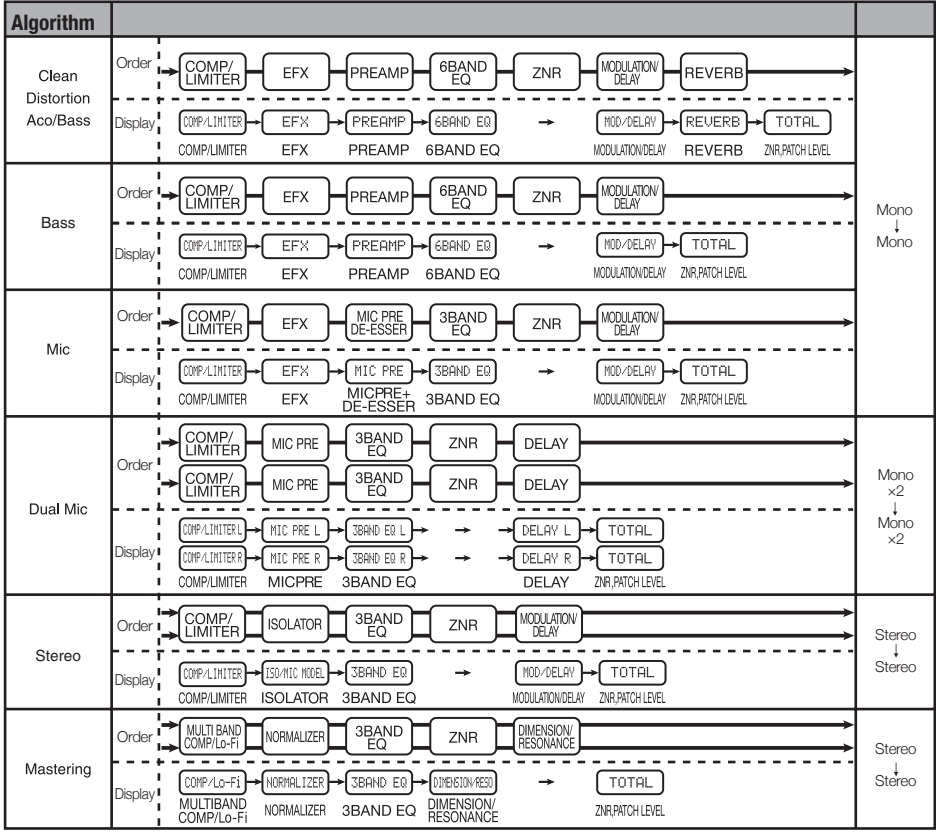 Algorithm
Clean
Distortion
Aco/Bass
Order
COMP/
LIMITER
EFX
PREAMP
6BAND
EQ
ZNR
MODULATION/
DELAY
REVERB
Display
COMP/LIMITER → EFX → PREAMP → 6BAND EQ → MOD/DELAY → REVERB → TOTAL
COMP/LIMITER EFX PREAMP 6BAND EQ MODULATION/DELAY REVERB ZNR,PATCH LEVEL
Bass
Order
COMP/
LIMITER
EFX
PREAMP
6BAND
EQ
ZNR
MODULATION/
DELAY
Display
COMP/LIMITER → EFX → PREAMP → 6BAND EQ → MOD/DELAY → TOTAL
COMP/LIMITER EFX PREAMP 6BAND EQ MODULATION/DELAY ZNR,PATCH LEVEL
Mic
Order
COMP/
LIMITER
EFX
MIC PRE
DE-ESSER
3BAND
EQ
ZNR
MODULATION/
DELAY
Display
COMP/LIMITER → EFX → MIC PRE → 3BAND EQ → MOD/DELAY → TOTAL
COMP/LIMITER EFX
MICPRE+
DE-ESSER
3BAND EQ MODULATION/DELAY ZNR,PATCH LEVEL
Mono
↓
Mono
Dual Mic
Order
COMP/
LIMITER
MIC PRE
3BAND
EQ
ZNR
DELAY
COMP/
LIMITER
MIC PRE
3BAND
EQ
ZNR
DELAY
Display
COMP/LIMITER L → MIC PRE L → 3BAND EQ L → → → DELAY L → TOTAL
COMP/LIMITER R → MIC PRE R → 3BAND EQ R → → → DELAY R → TOTAL
COMP/LIMITER MICPRE 3BAND EQ DELAY ZNR,PATCH LEVEL
Mono
×2
↓
Mono
×2
Stereo
Order
COMP/
LIMITER
ISOLATOR
3BAND
EQ
ZNR
MODULATION/
DELAY
Display
COMP/LIMITER → ISO/MIC MODEL → 3BAND EQ → MOD/DELAY → TOTAL
COMP/LIMITER ISOLATOR 3BAND EQ MODULATION/DELAY ZNR,PATCH LEVEL
Stereo
↓
Stereo
Mastering
Order
MULTI BAND
COMP/Lo-Fi
NORMALIZER
3BAND
EQ
ZNR
DIMENSION/
RESONANCE
Display
COMP/Lo-Fi → NORMALIZER → 3BAND EQ → DIMENSION/RESO → TOTAL
MULTIBAND
COMP/Lo-Fi
NORMALIZER
3BAND EQ
DIMENSION/
RESONANCE
ZNR,PATCH LEVEL
Stereo
↓
Stereo